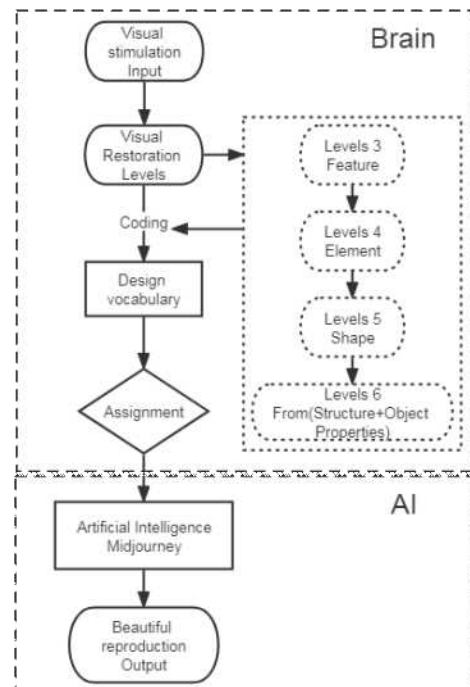 Brain
Visual
stimulation
Input
Visual
Restoration
Levels
Levels 3
Feature
Coding
Levels 4
Element
Design
vocabulary
Levels 5
Shape
Assignment
Levels 6
From(Structure+Object
Properties)
AI
Artificial Intelligence
Midjourney
Beautiful
reproduction
Output